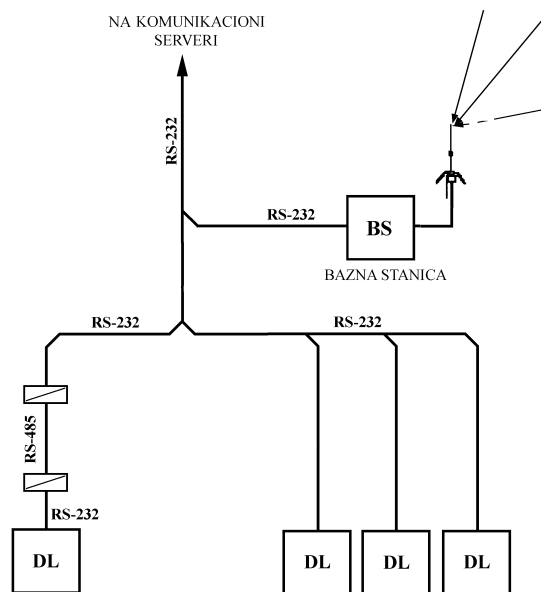 NA KOMUNIKACIONI
SERVERI
RS-232
RS-232
BS
BAZNA STANICA
RS-232
RS-232
RS-485
RS-232
DL
DL
DL
DL